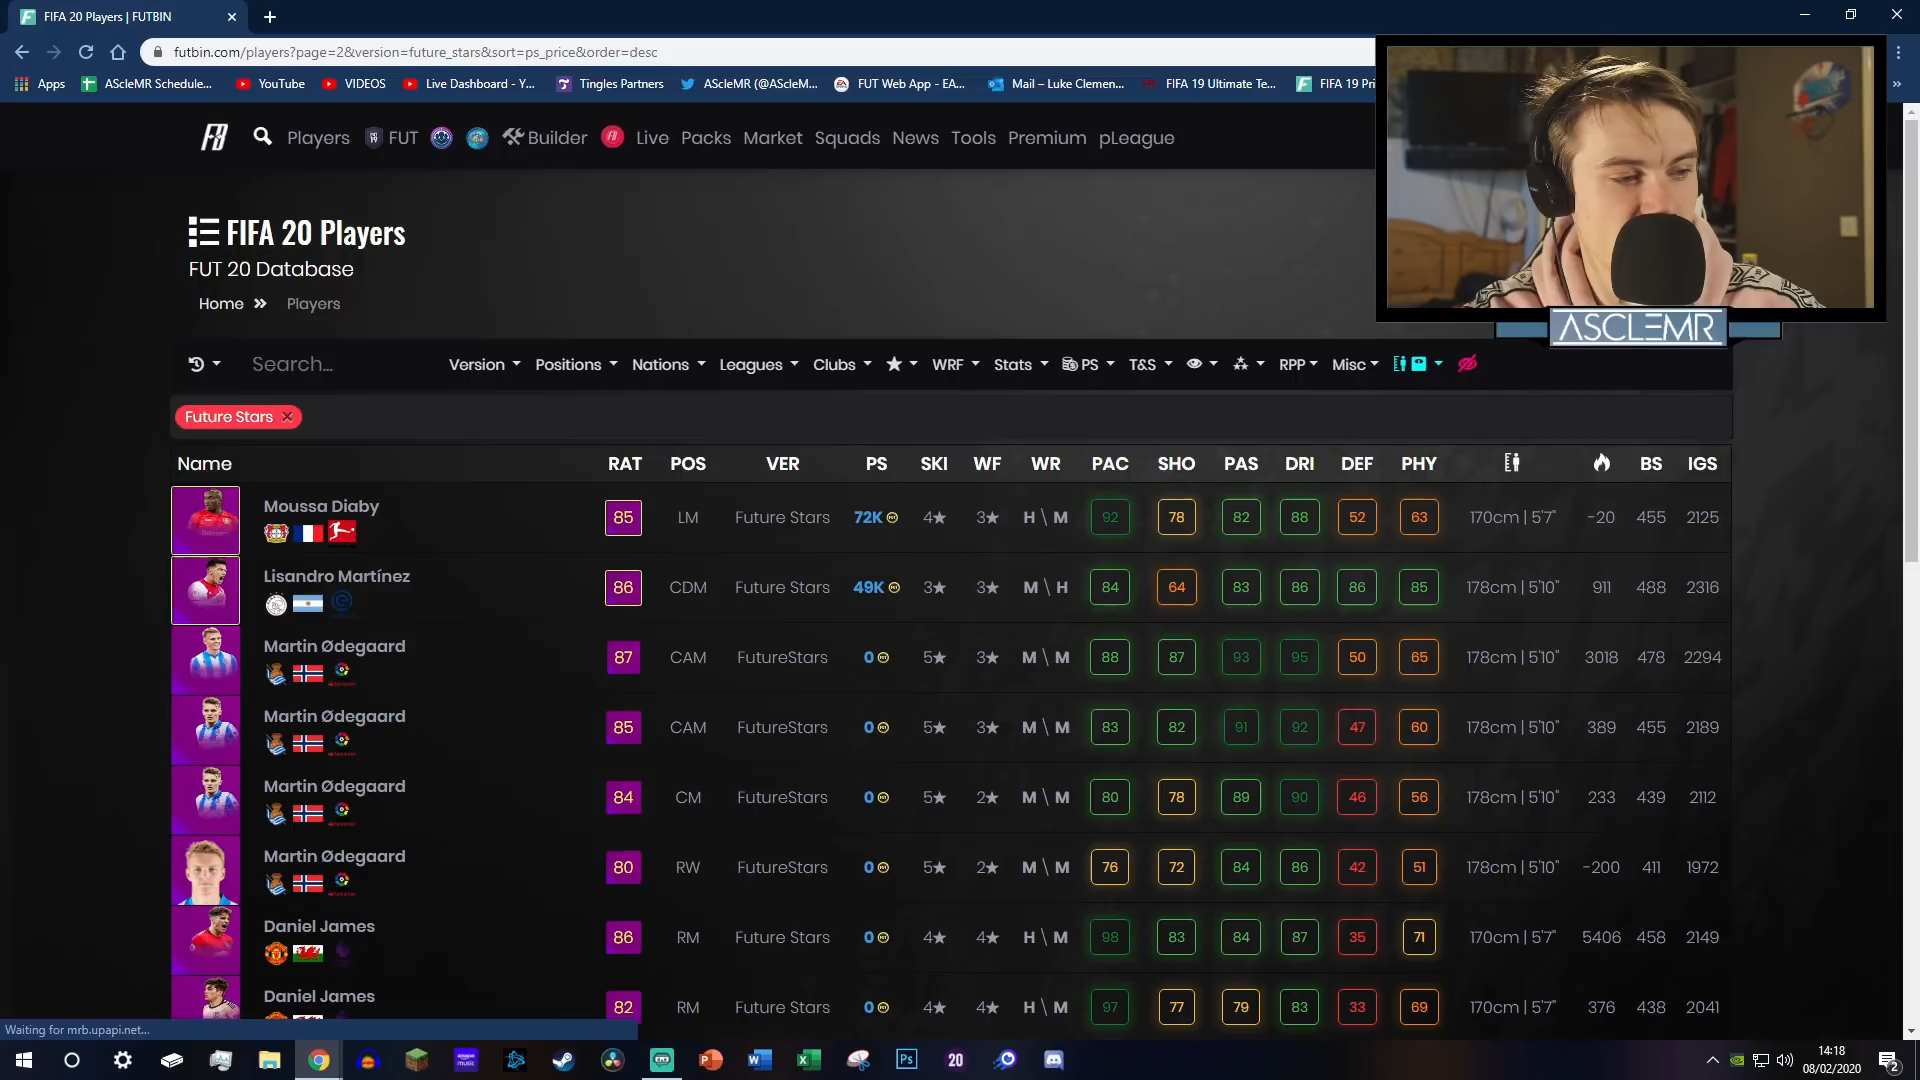 FIFA 20 Players | FUTBIN
futbin.com/players?page=2&version=future_stars&sort=ps_price&order=desc
Apps AScleMR Schedule... YouTube VIDEOS Live Dashboard - Y... Tingles Partners AScleMR (@AScleM... FUT Web App - EA... Mail – Luke Clemen... FIFA 19 Ultimate Te... FIFA 19 Pri
Players FUT Builder Live Packs Market Squads News Tools Premium pLeague
FIFA 20 Players
FUT 20 Database
Home » Players
ASCLEMR
Search... Version Positions Nations Leagues Clubs WRF Stats PS T&S RPP Misc
Future Stars ×
Name RAT POS VER PS SKI WF WR PAC SHO PAS DRI DEF PHY BS IGS
Moussa Diaby 85 LM Future Stars 72K 4★ 3★ H \ M 92 78 82 88 52 63 170cm | 5'7" -20 455 2125
Lisandro Martínez 86 CDM Future Stars 49K 3★ 3★ M \ H 84 64 83 86 86 85 178cm | 5'10" 911 488 2316
Martin Ødegaard 87 CAM FutureStars 0 5★ 3★ M \ M 88 87 93 95 50 65 178cm | 5'10" 3018 478 2294
Martin Ødegaard 85 CAM FutureStars 0 5★ 3★ M \ M 83 82 91 92 47 60 178cm | 5'10" 389 455 2189
Martin Ødegaard 84 CM FutureStars 0 5★ 2★ M \ M 80 78 89 90 46 56 178cm | 5'10" 233 439 2112
Martin Ødegaard 80 RW FutureStars 0 5★ 2★ M \ M 76 72 84 86 42 51 178cm | 5'10" -200 411 1972
Daniel James 86 RM Future Stars 0 4★ 4★ H \ M 98 83 84 87 35 71 170cm | 5'7" 5406 458 2149
Daniel James 82 RM Future Stars 0 4★ 4★ H \ M 97 77 79 83 33 69 170cm | 5'7" 376 438 2041
Waiting for mrb.upapi.net...
14:18
08/02/2020